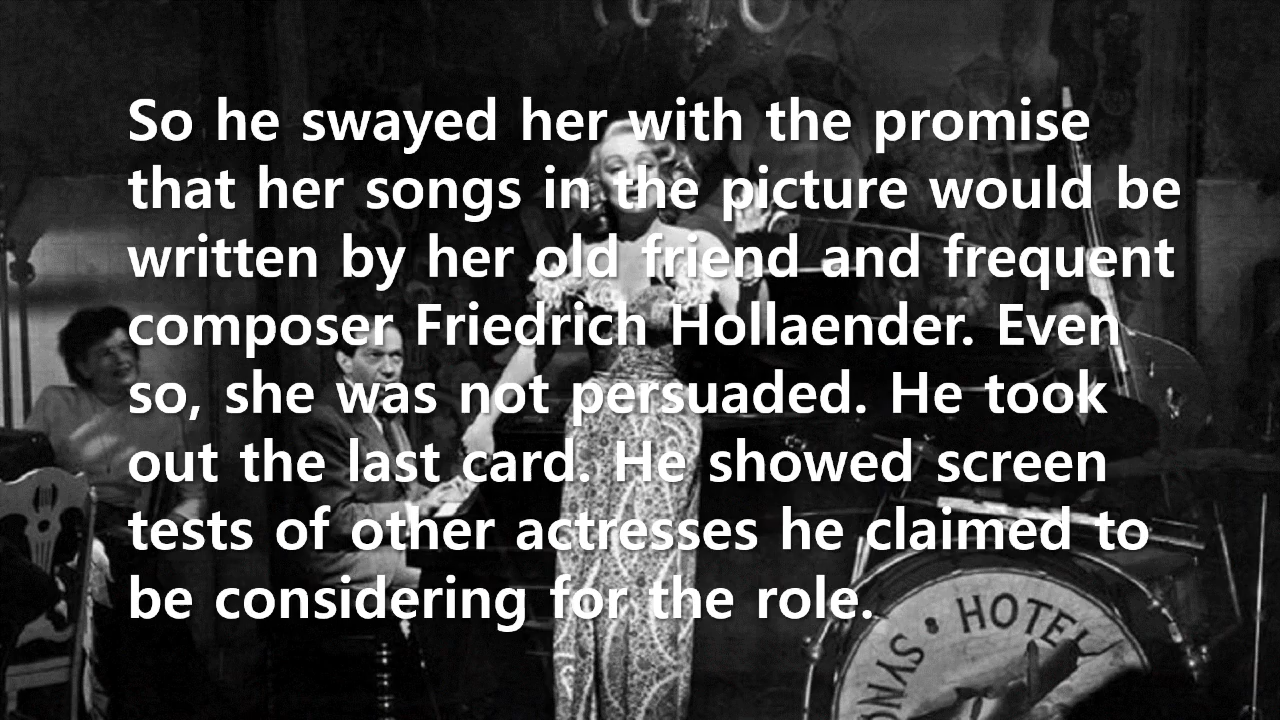 So he swayed her with the promise
that her songs in the picture would be
written by her old friend and frequent
composer Friedrich Hollaender. Even
so, she was not persuaded. He took
out the last card. He showed screen
tests of other actresses he claimed to
be considering for the role.
HOTEL
SYNC